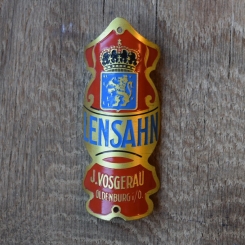 LENSAHN
J. VOSGERAU
OLDENBURG i/O.